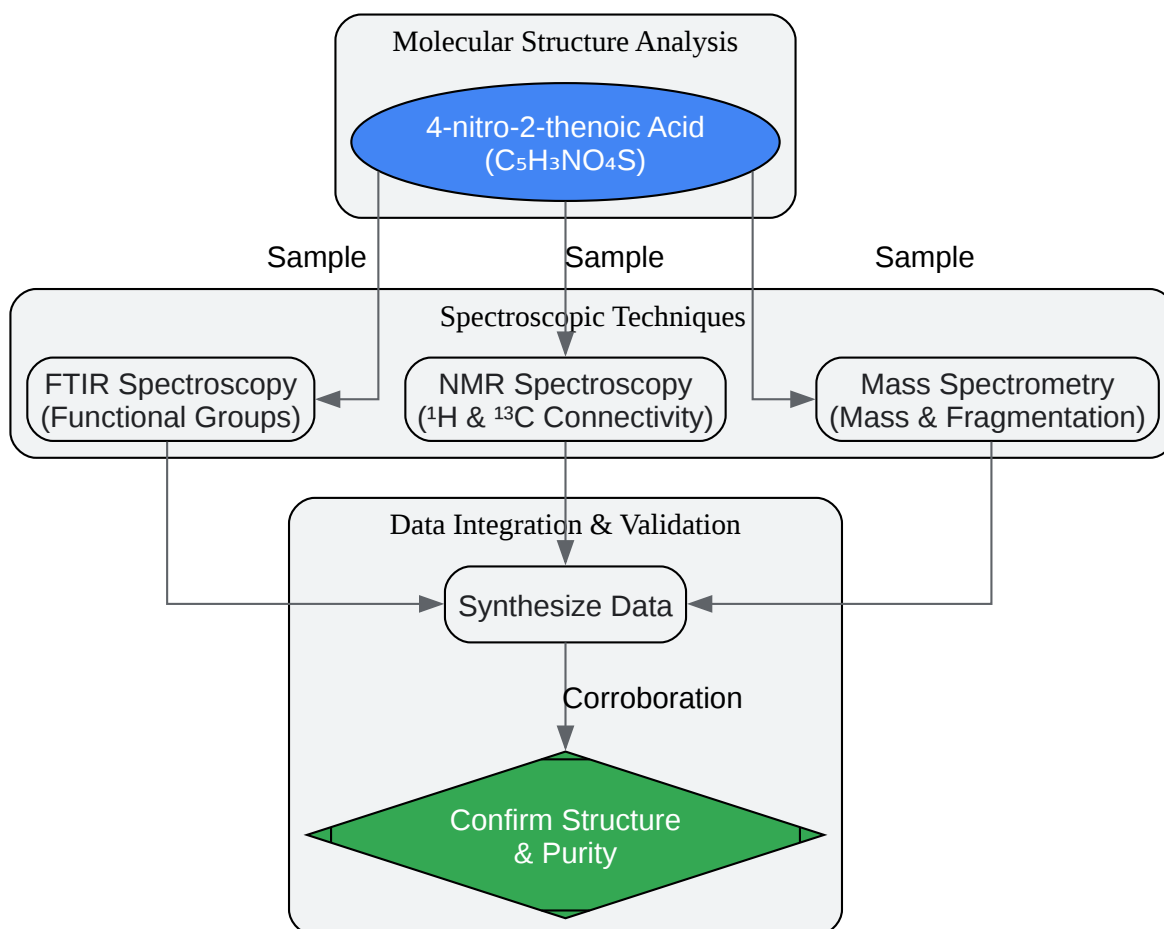 Molecular Structure Analysis
4-nitro-2-thenoic Acid
(C₅H₃NO₄S)
Sample
Sample
Sample
Spectroscopic Techniques
FTIR Spectroscopy
(Functional Groups)
NMR Spectroscopy
(¹H & ¹³C Connectivity)
Mass Spectrometry
(Mass & Fragmentation)
Data Integration & Validation
Synthesize Data
Corroboration
Confirm Structure
& Purity